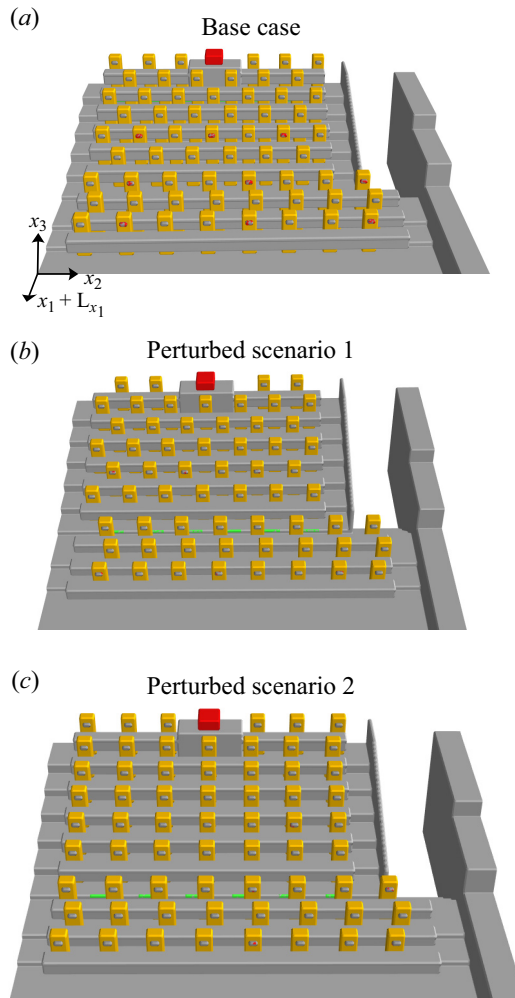 (a)
Base case
x3
x2
x1 + Lx1
(b)
Perturbed scenario 1
(c)
Perturbed scenario 2